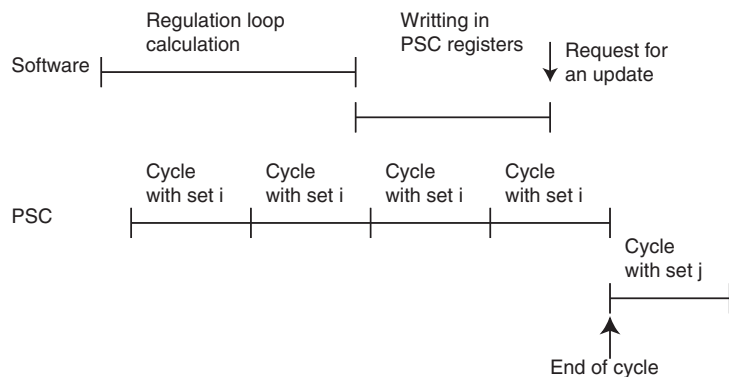 Regulation loop
calculation
Writting in
PSC registers
Software
Request for
an update
Cycle
with set i
Cycle
with set i
Cycle
with set i
Cycle
with set i
PSC
Cycle
with set j
End of cycle